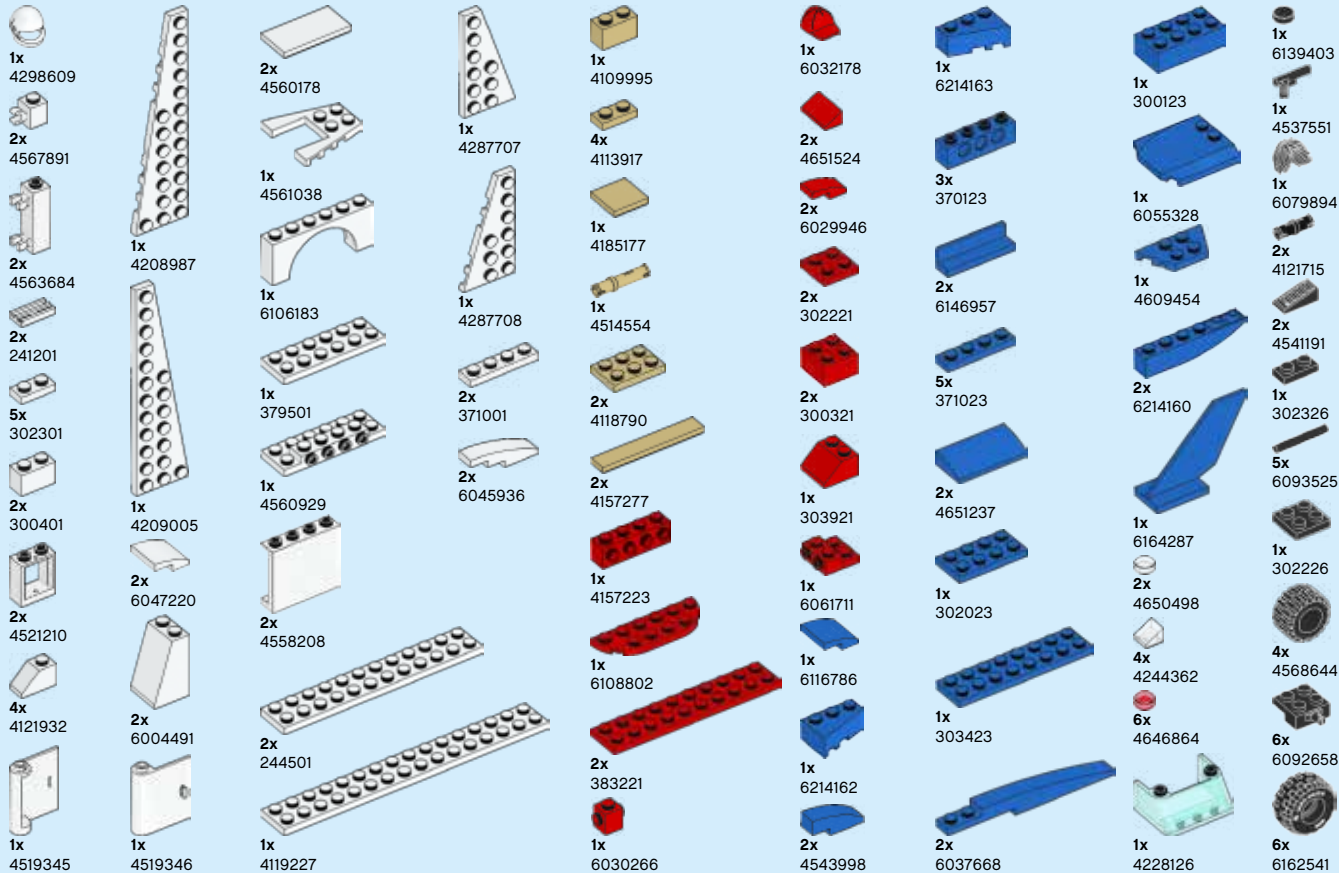 1x
4298609
2x
4567891
2x
4563684
2x
241201
5x
302301
2x
300401
2x
4521210
4x
4121932
1x
4519345
1x
4208987
1x
4209005
2x
6047220
2x
6004491
1x
4519346
2x
4560178
1x
4561038
1x
6106183
1x
379501
1x
4560929
2x
4558208
2x
244501
1x
4119227
1x
4287707
1x
4287708
2x
371001
2x
6045936
1x
4109995
4x
4113917
1x
4185177
1x
4514554
2x
4118790
2x
4157277
1x
4157223
1x
6108802
2x
383221
1x
6030266
1x
6032178
2x
4651524
2x
6029946
2x
302221
2x
300321
1x
303921
1x
6061711
1x
6116786
1x
6214162
2x
4543998
1x
6214163
3x
370123
2x
6146957
5x
371023
2x
4651237
1x
302023
1x
303423
2x
6037668
1x
300123
1x
6055328
1x
4609454
2x
6214160
1x
6164287
2x
4650498
4x
4244362
6x
4646864
1x
4228126
1x
6139403
1x
4537551
1x
6079894
2x
4121715
2x
4541191
1x
302326
5x
6093525
1x
302226
4x
4568644
6x
6092658
6x
6162541